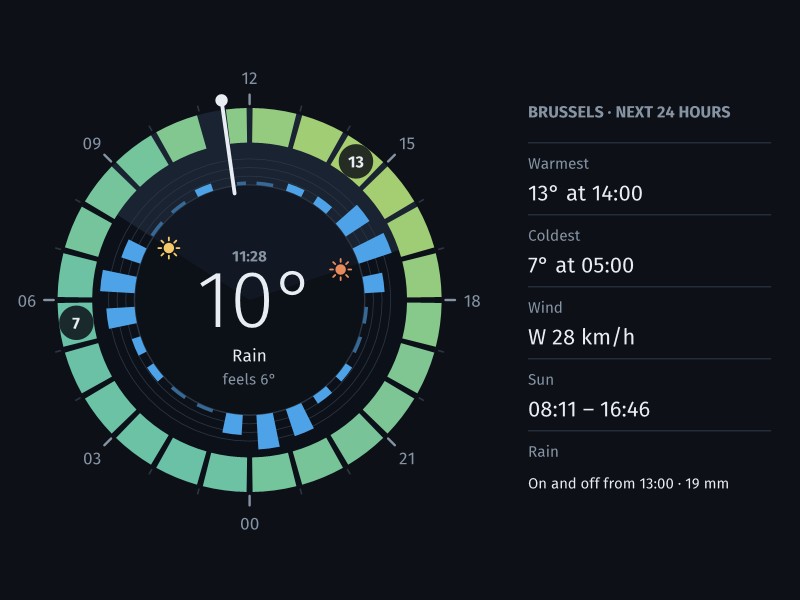 12
09
15
13
11:28
10°
06
18
7
Rain
feels 6°
03
21
00
BRUSSELS · NEXT 24 HOURS
Warmest
13° at 14:00
Coldest
7° at 05:00
Wind
W 28 km/h
Sun
08:11 – 16:46
Rain
On and off from 13:00 · 19 mm